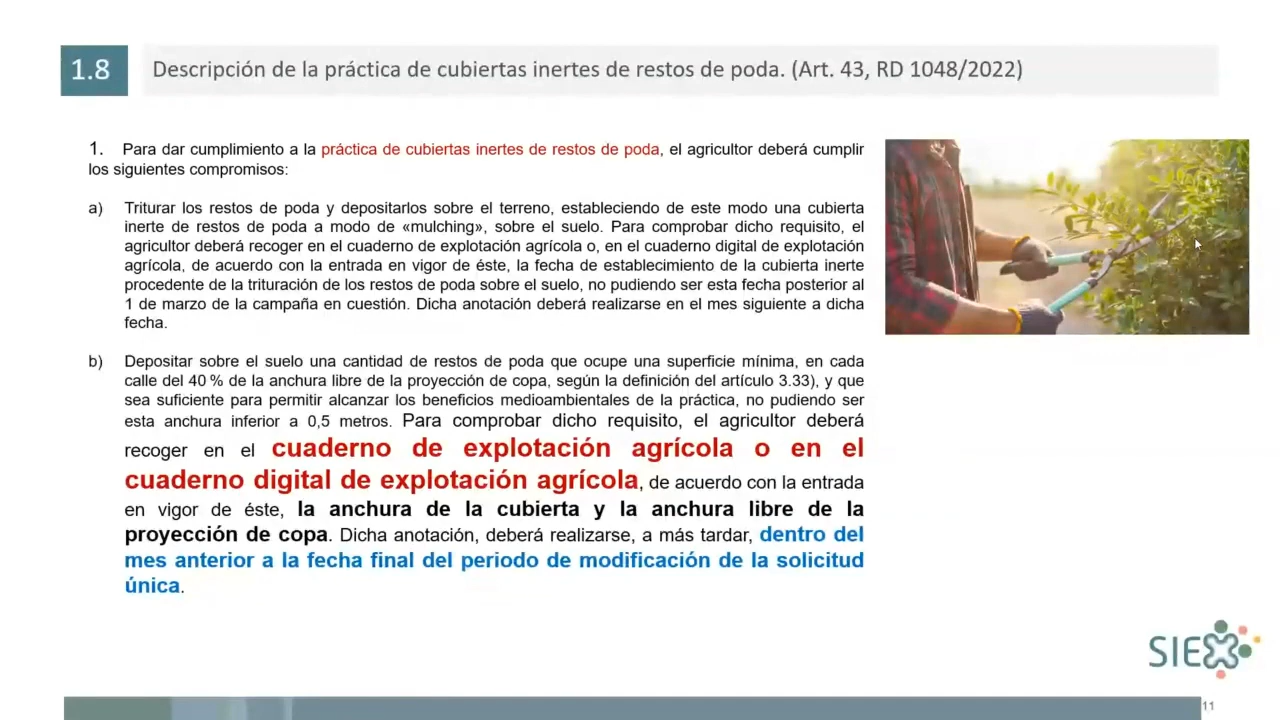 1.8
Descripción de la práctica de cubiertas inertes de restos de poda. (Art. 43, RD 1048/2022)
1. Para dar cumplimiento a la práctica de cubiertas inertes de restos de poda, el agricultor deberá cumplir
los siguientes compromisos:
a) Triturar los restos de poda y depositarlos sobre el terreno, estableciendo de este modo una cubierta
inerte de restos de poda a modo de «mulching», sobre el suelo. Para comprobar dicho requisito, el
agricultor deberá recoger en el cuaderno de explotación agrícola o, en el cuaderno digital de explotación
agrícola, de acuerdo con la entrada en vigor de éste, la fecha de establecimiento de la cubierta inerte
procedente de la trituración de los restos de poda sobre el suelo, no pudiendo ser esta fecha posterior al
1 de marzo de la campaña en cuestión. Dicha anotación deberá realizarse en el mes siguiente a dicha
fecha.
b) Depositar sobre el suelo una cantidad de restos de poda que ocupe una superficie mínima, en cada
calle del 40 % de la anchura libre de la proyección de copa, según la definición del artículo 3.33), y que
sea suficiente para permitir alcanzar los beneficios medioambientales de la práctica, no pudiendo ser
esta anchura inferior a 0,5 metros. Para comprobar dicho requisito, el agricultor deberá
recoger en el cuaderno de explotación agrícola o en el
cuaderno digital de explotación agrícola, de acuerdo con la entrada
en vigor de éste, la anchura de la cubierta y la anchura libre de la
proyección de copa. Dicha anotación, deberá realizarse, a más tardar, dentro del
mes anterior a la fecha final del periodo de modificación de la solicitud
única.
SIEX
11